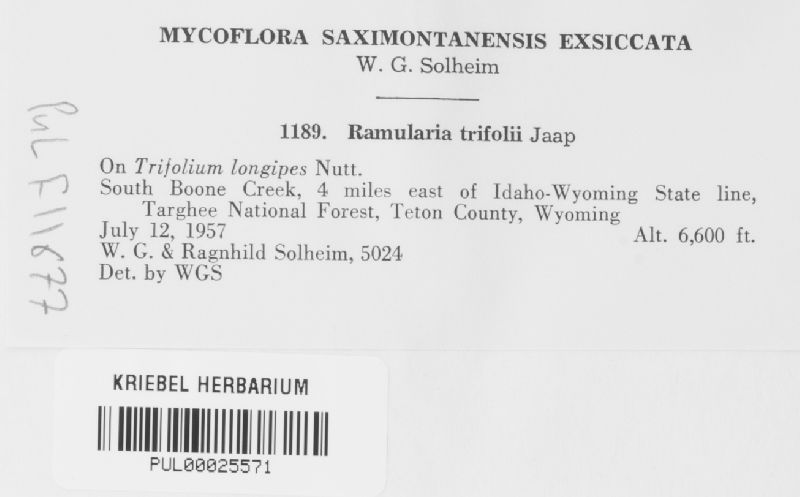 MYCOFLORA SAXIMONTANENSIS EXSICCATA
W. G. Solheim
1189. Ramularia trifolii Jaap
On Trifolium longipes Nutt.
South Boone Creek, 4 miles east of Idaho-Wyoming State line,
Targhee National Forest, Teton County, Wyoming
July 12, 1957 Alt. 6,600 ft.
W. G. & Ragnhild Solheim, 5024
Det. by WGS
PUL F11677
KRIEBEL HERBARIUM
PUL00025571